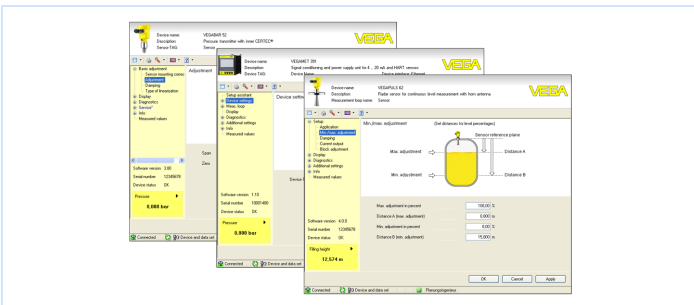 Device name VEGABAR 52
Description Pressure transmitter with inner CERTEC®
Sensor-TAG Sensor
VEGA
Basic adjustment
Sensor mounting correc
Adjustment
Damping
Type of linearisation
Display
Diagnostics
Service
Info
Measured values
Adjustment
Span
Zero
Software version 3.80
Serial number 12345678
Device status OK
Pressure
0,000 bar
Connected Device and data set
Device name VEGAMET 391
Description Signal conditioning and power supply unit for 4 .. 20 mA and HART sensors
Device TAG Device Name Device interface: Ethernet
VEGA
Setup assistant
Device settings
Meas. loop
Display
Diagnostics
Additional settings
Info
Measured values
Device settin
Device
Software version 1.10
Serial number 10001480
Device status OK
Pressure
0,000 bar
Connected Device and data set
Device name VEGAPULS 62
Description Radar sensor for continuous level measurement with horn antenna
Measurement loop name Sensor
VEGA
Setup
Application
Min./max. adjustment
Damping
Current output
Block adjustment
Display
Diagnostics
Additional settings
Info
Measured values
Min./max. adjustment (Set distances to level percentages)
Sensor reference plane
Max. adjustment Distance A
Min. adjustment Distance B
Max. adjustment in percent 100,00 %
Distance A (max. adjustment) 0,000 m
Min. adjustment in percent 0,00 %
Distance B (min. adjustment) 15,000 m
Software version 4.0.0
Serial number 12345678
Device status OK
Filling height
12,574 m
OK Cancel Apply
Connected Device and data set Planungsingenieur